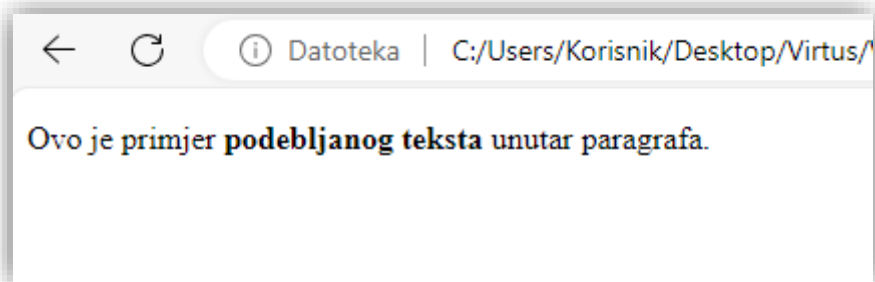 Datoteka | C:/Users/Korisnik/Desktop/Virtus/
Ovo je primjer podebljanog teksta unutar paragrafa.